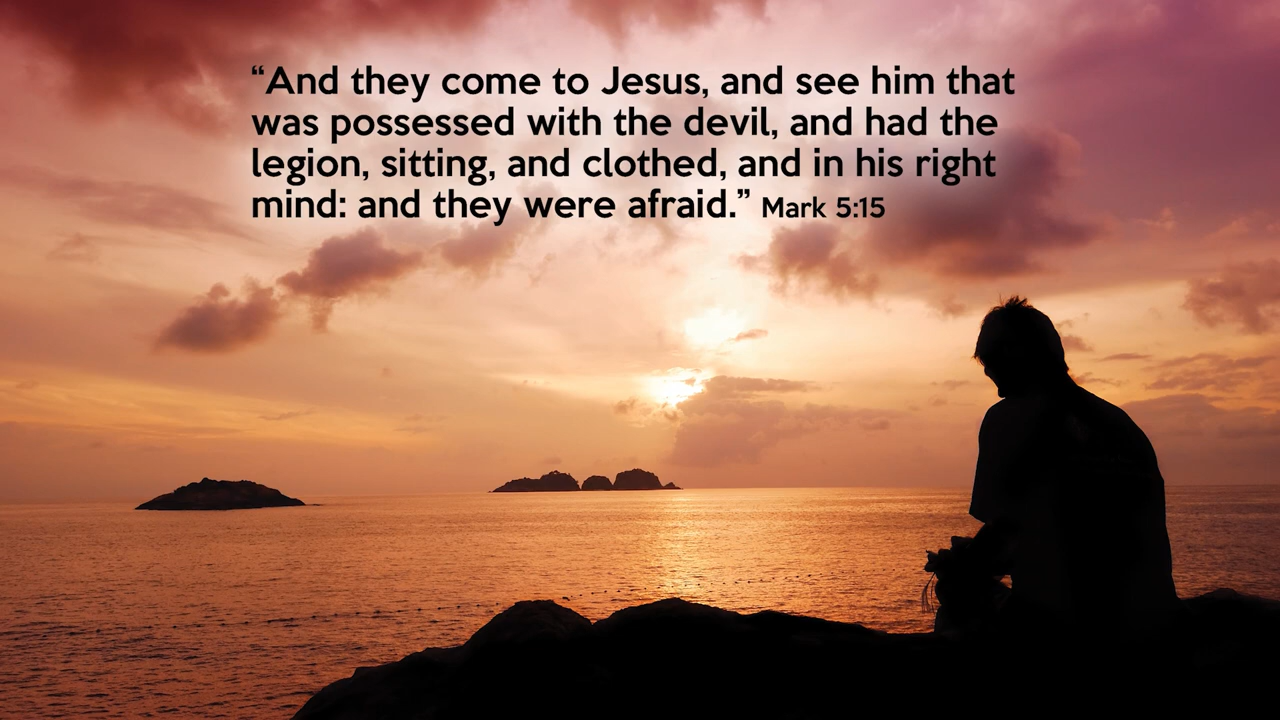 “And they come to Jesus, and see him that
was possessed with the devil, and had the
legion, sitting, and clothed, and in his right
mind: and they were afraid.” Mark 5:15